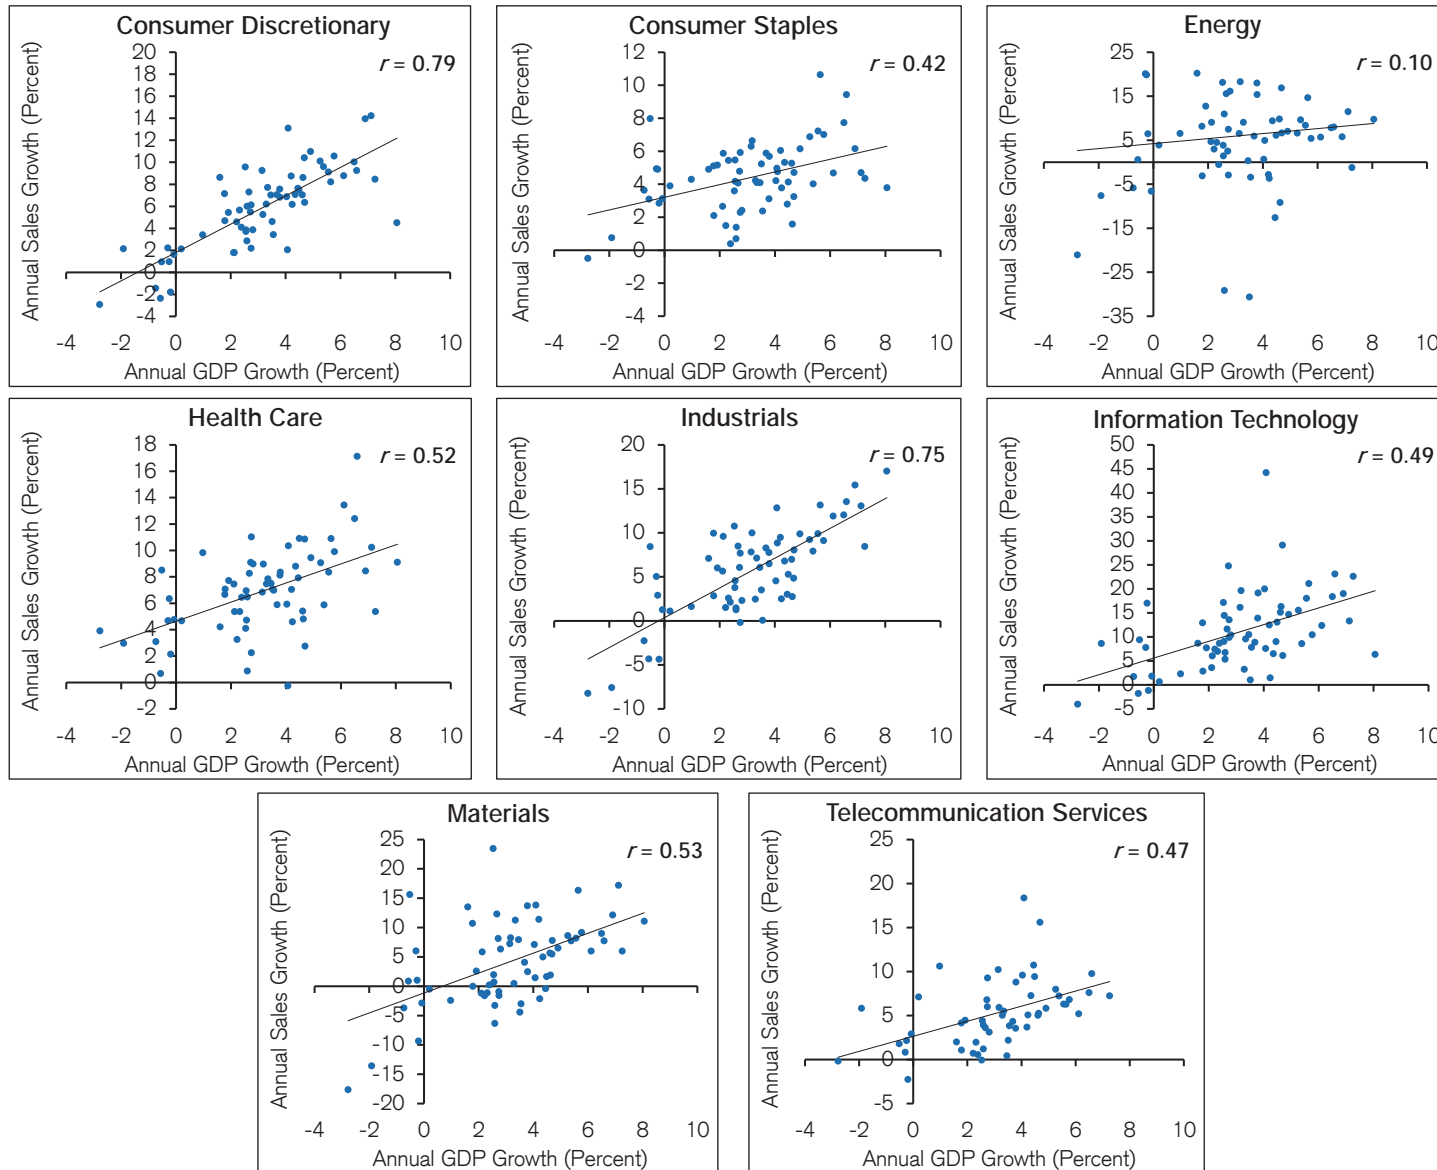 Consumer Discretionary
r = 0.79
Annual Sales Growth (Percent)
20
18
16
14
12
10
8
6
4
2
0
-2
-4
-4 -2 0 2 4 6 8 10
Annual GDP Growth (Percent)
Consumer Staples
r = 0.42
Annual Sales Growth (Percent)
12
10
8
6
4
2
0
-2
-4
-4 -2 0 2 4 6 8 10
Annual GDP Growth (Percent)
Energy
r = 0.10
Annual Sales Growth (Percent)
25
15
5
-5
-15
-25
-35
-4 -2 0 2 4 6 8 10
Annual GDP Growth (Percent)
Health Care
r = 0.52
Annual Sales Growth (Percent)
18
16
14
12
10
8
6
4
2
0
-2
-4 -2 0 2 4 6 8 10
Annual GDP Growth (Percent)
Industrials
r = 0.75
Annual Sales Growth (Percent)
20
15
10
5
0
-5
-10
-4 -2 0 2 4 6 8 10
Annual GDP Growth (Percent)
Information Technology
r = 0.49
Annual Sales Growth (Percent)
50
45
40
35
30
25
20
15
10
5
0
-5
-4 -2 0 2 4 6 8 10
Annual GDP Growth (Percent)
Materials
r = 0.53
Annual Sales Growth (Percent)
25
20
15
10
5
0
-5
-10
-15
-20
-4 -2 0 2 4 6 8 10
Annual GDP Growth (Percent)
Telecommunication Services
r = 0.47
Annual Sales Growth (Percent)
25
20
15
10
5
0
-5
-4 -2 0 2 4 6 8 10
Annual GDP Growth (Percent)